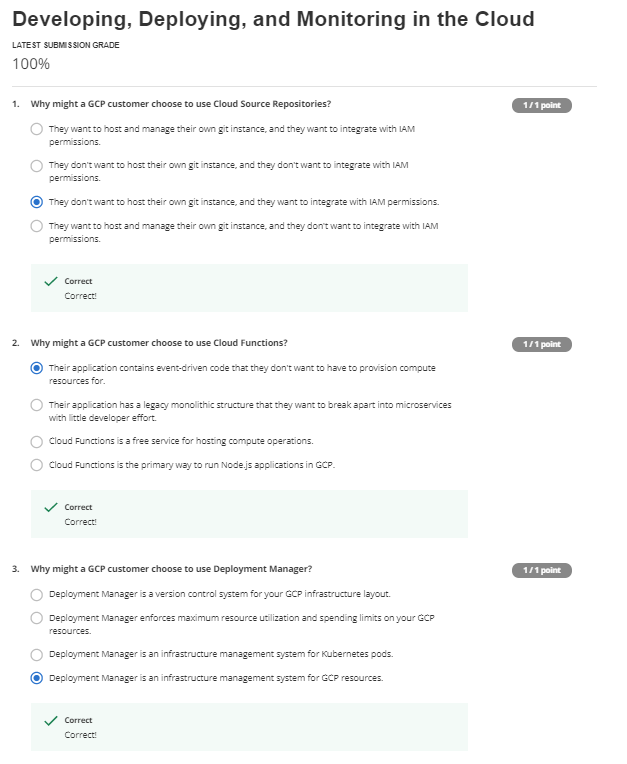 Developing, Deploying, and Monitoring in the Cloud
LATEST SUBMISSION GRADE
100%
1. Why might a GCP customer choose to use Cloud Source Repositories?
1 / 1 point
They want to host and manage their own git instance, and they want to integrate with IAM
permissions.
They don't want to host their own git instance, and they don't want to integrate with IAM
permissions.
They don't want to host their own git instance, and they want to integrate with IAM permissions.
They want to host and manage their own git instance, and they don't want to integrate with IAM
permissions.
Correct
Correct!
2. Why might a GCP customer choose to use Cloud Functions?
1 / 1 point
Their application contains event-driven code that they don't want to have to provision compute
resources for.
Their application has a legacy monolithic structure that they want to break apart into microservices
with little developer effort.
Cloud Functions is a free service for hosting compute operations.
Cloud Functions is the primary way to run Node.js applications in GCP.
Correct
Correct!
3. Why might a GCP customer choose to use Deployment Manager?
1 / 1 point
Deployment Manager is a version control system for your GCP infrastructure layout.
Deployment Manager enforces maximum resource utilization and spending limits on your GCP
resources.
Deployment Manager is an infrastructure management system for Kubernetes pods.
Deployment Manager is an infrastructure management system for GCP resources.
Correct
Correct!